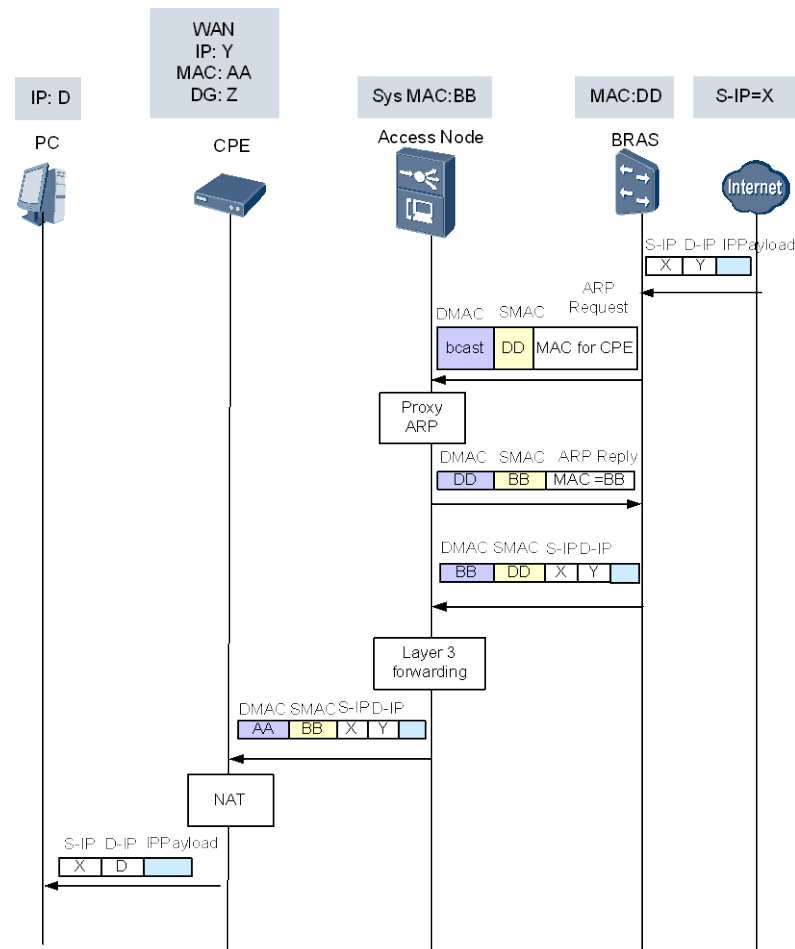 WAN
IP: Y
MAC: AA
DG: Z
IP: D
Sys MAC:BB
MAC:DD
S-IP=X
PC
CPE
Access Node
BRAS
Internet
S-IP D-IP IPPayload
X Y
ARP
Request
DMAC SMAC
bcast DD MAC for CPE
Proxy
ARP
DMAC SMAC ARP Reply
DD BB MAC =BB
DMAC SMAC S-IP D-IP
BB DD X Y
Layer 3
forwarding
DMAC SMAC S-IP D-IP
AA BB X Y
NAT
S-IP D-IP IPPayload
X D